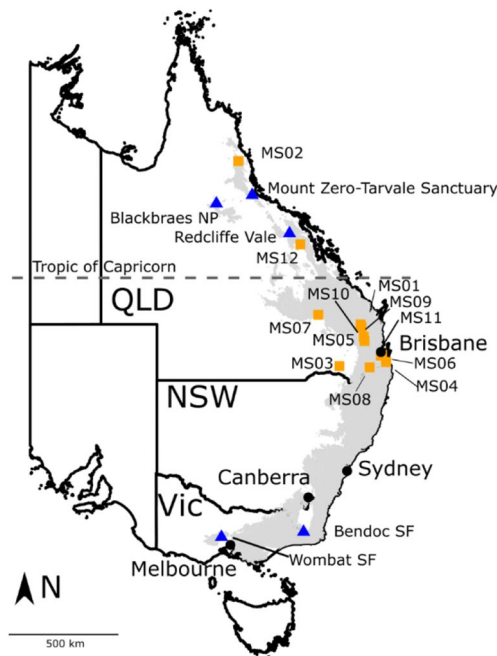 MS02
Mount Zero-Tarvale Sanctuary
Blackbraes NP
Redcliffe Vale
MS12
Tropic of Capricorn
QLD
MS01
MS10
MS09
MS07
MS05
MS11
Brisbane
MS03
MS06
NSW
MS08
MS04
Canberra
Sydney
Vic
Bendoc SF
Wombat SF
Melbourne
N
500 km